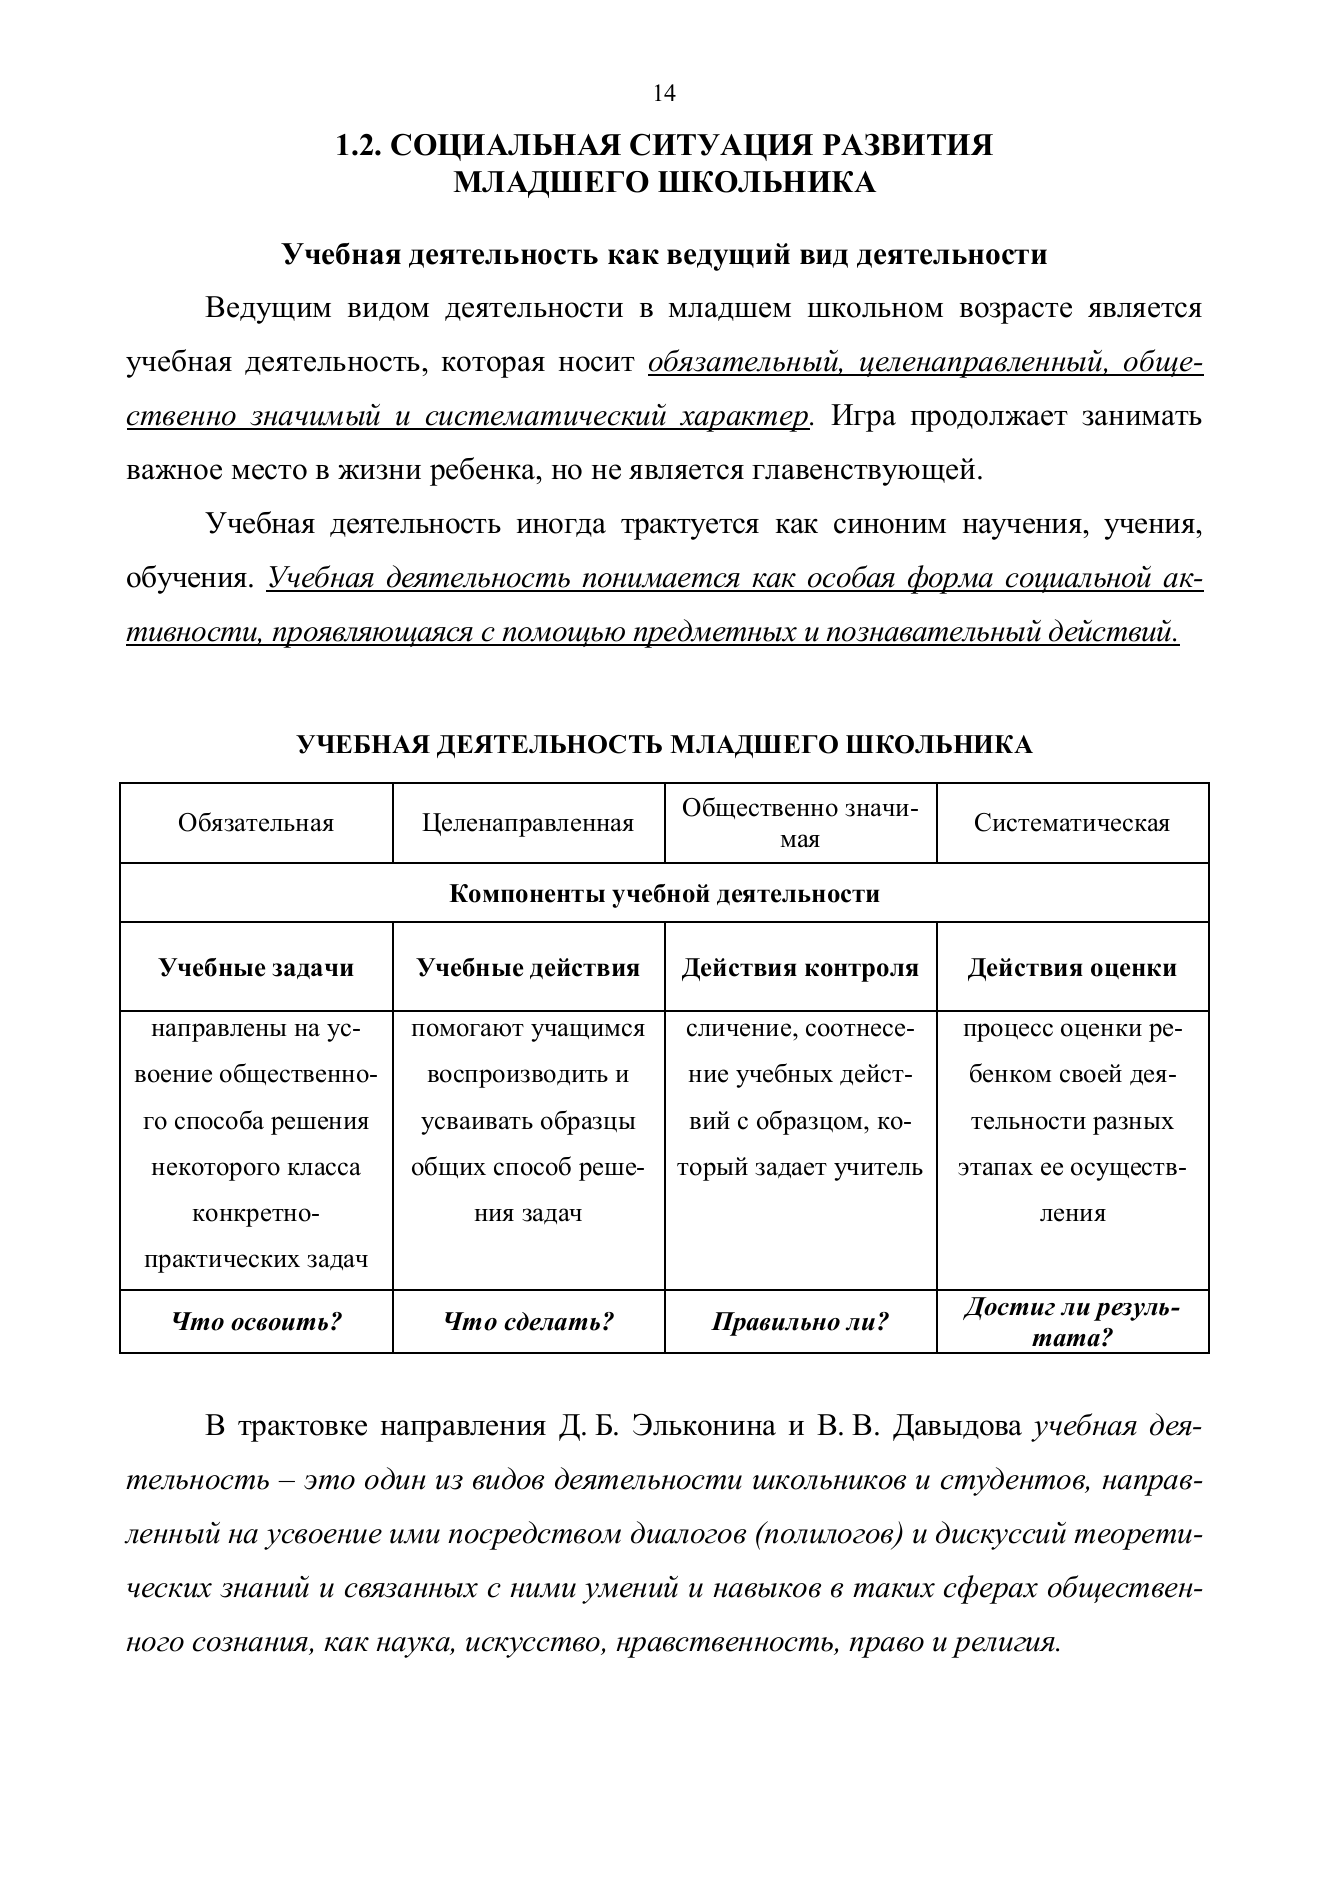 14
1.2. СОЦИАЛЬНАЯ СИТУАЦИЯ РАЗВИТИЯ
МЛАДШЕГО ШКОЛЬНИКА
Учебная деятельность как ведущий вид деятельности
Ведущим видом деятельности в младшем школьном возрасте является
учебная деятельность, которая носит обязательный, целенаправленный, обще-
ственно значимый и систематический характер. Игра продолжает занимать
важное место в жизни ребенка, но не является главенствующей.
Учебная деятельность иногда трактуется как синоним научения, учения,
обучения. Учебная деятельность понимается как особая форма социальной ак-
тивности, проявляющаяся с помощью предметных и познавательный действий.
УЧЕБНАЯ ДЕЯТЕЛЬНОСТЬ МЛАДШЕГО ШКОЛЬНИКА
Обязательная
Целенаправленная
Общественно значи-
мая
Систематическая
Компоненты учебной деятельности
Учебные задачи
Учебные действия
Действия контроля
Действия оценки
направлены на ус-
воение общественно-
го способа решения
некоторого класса
конкретно-
практических задач
помогают учащимся
воспроизводить и
усваивать образцы
общих способ реше-
ния задач
сличение, соотнесе-
ние учебных дейст-
вий с образцом, ко-
торый задает учитель
процесс оценки ре-
бенком своей дея-
тельности разных
этапах ее осуществ-
ления
Что освоить?
Что сделать?
Правильно ли?
Достиг ли резуль-
тата?
В трактовке направления Д. Б. Эльконина и В. В. Давыдова учебная дея-
тельность – это один из видов деятельности школьников и студентов, направ-
ленный на усвоение ими посредством диалогов (полилогов) и дискуссий теорети-
ческих знаний и связанных с ними умений и навыков в таких сферах обществен-
ного сознания, как наука, искусство, нравственность, право и религия.